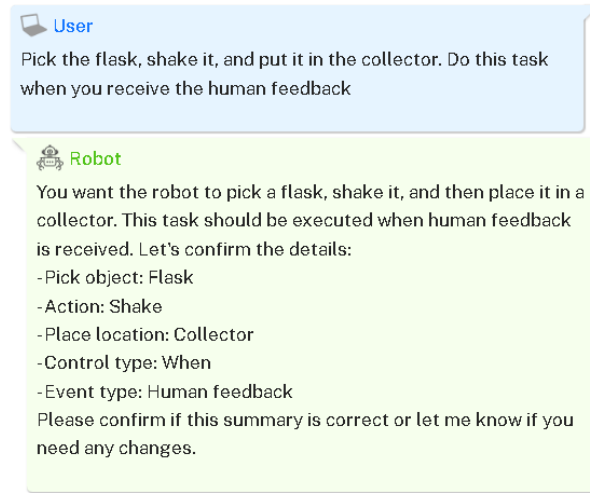 User
Pick the flask, shake it, and put it in the collector. Do this task
when you receive the human feedback
Robot
You want the robot to pick a flask, shake it, and then place it in a
collector. This task should be executed when human feedback
is received. Let's confirm the details:
-Pick object: Flask
-Action: Shake
-Place location: Collector
-Control type: When
-Event type: Human feedback
Please confirm if this summary is correct or let me know if you
need any changes.